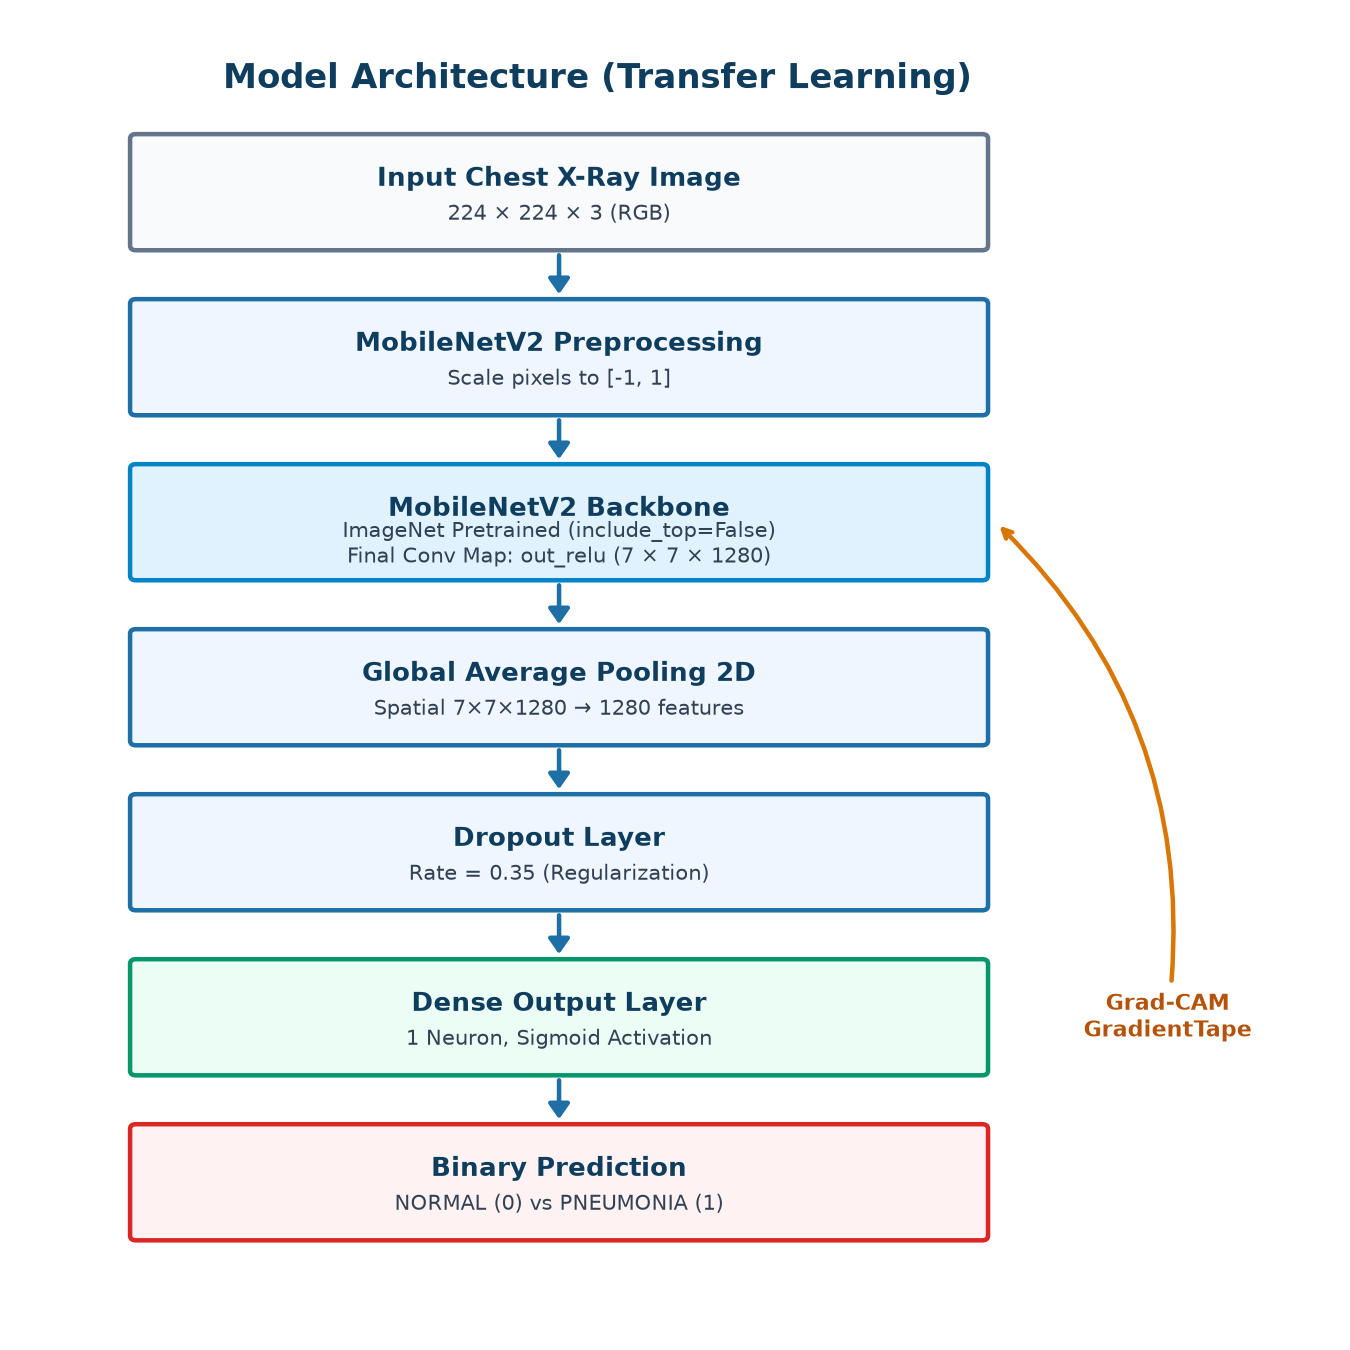 Model Architecture (Transfer Learning)
Input Chest X-Ray Image
224 × 224 × 3 (RGB)
MobileNetV2 Preprocessing
Scale pixels to [-1, 1]
MobileNetV2 Backbone
ImageNet Pretrained (include_top=False)
Final Conv Map: out_relu (7 × 7 × 1280)
Global Average Pooling 2D
Spatial 7×7×1280 → 1280 features
Dropout Layer
Rate = 0.35 (Regularization)
Dense Output Layer
1 Neuron, Sigmoid Activation
Grad-CAM
GradientTape
Binary Prediction
NORMAL (0) vs PNEUMONIA (1)